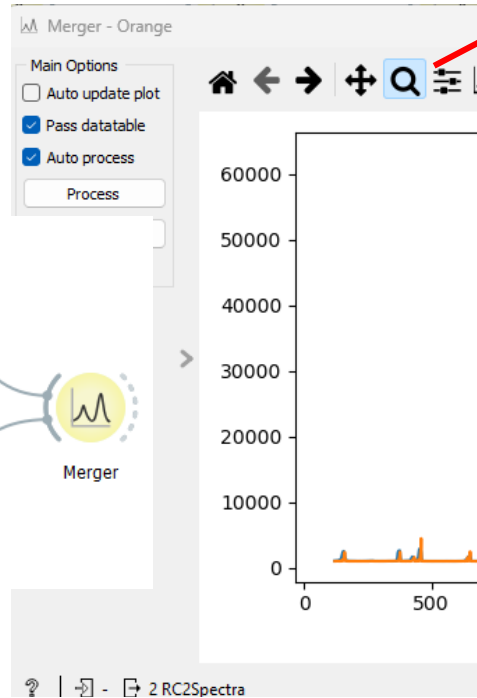 Merger - Orange
Main Options
Auto update plot
Pass datatable
Auto process
Process
60000
50000
40000
30000
20000
10000
0
0 500
Merger
? - 2 RC2Spectra